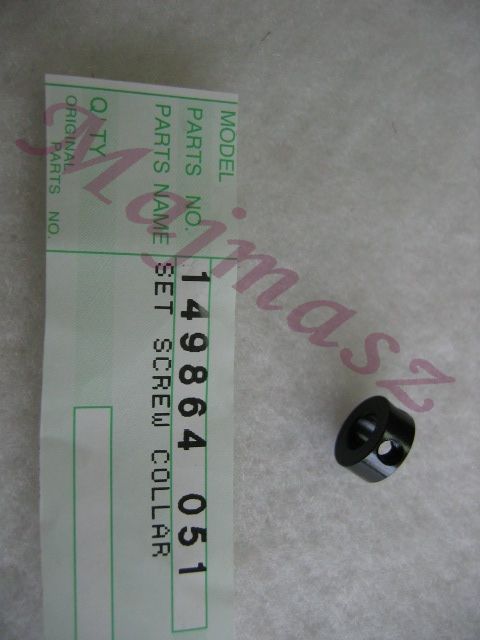 MODEL
PARTS NO. 149864 051
PARTS NAME SET SCREW COLLAR
Q'TY
ORIGINAL PARTS NO.
Majmasz